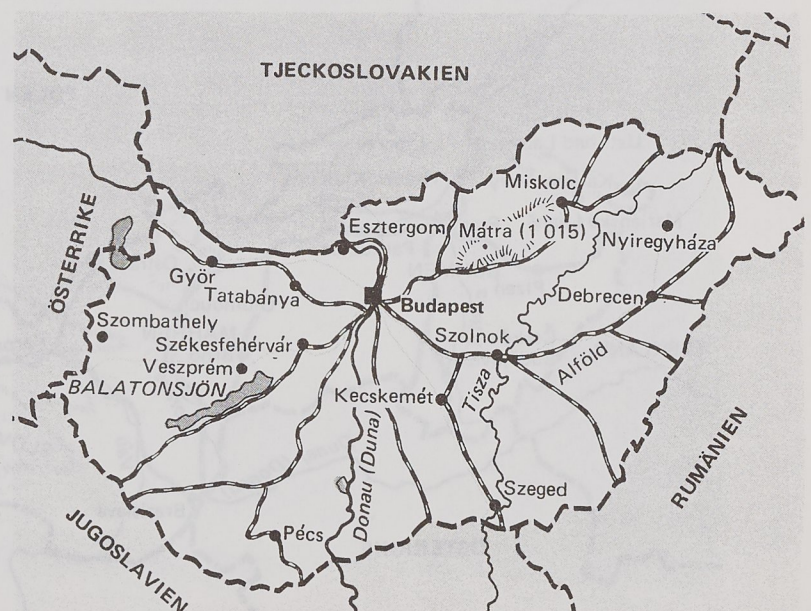 TJECKOSLOVAKIEN
Miskolc
Esztergom
Mátra (1 015)
Nyiregyháza
ÖSTERRIKE
Györ
Tatabánya
Debrecen
Budapest
Szombathely
Székesfehérvár
Szolnok
Veszprém
Alföld
BALATONSJÖN
Kecskemét
Tisza
Donau (Duna)
RUMÄNIEN
Szeged
JUGOSLAVIEN
Pécs